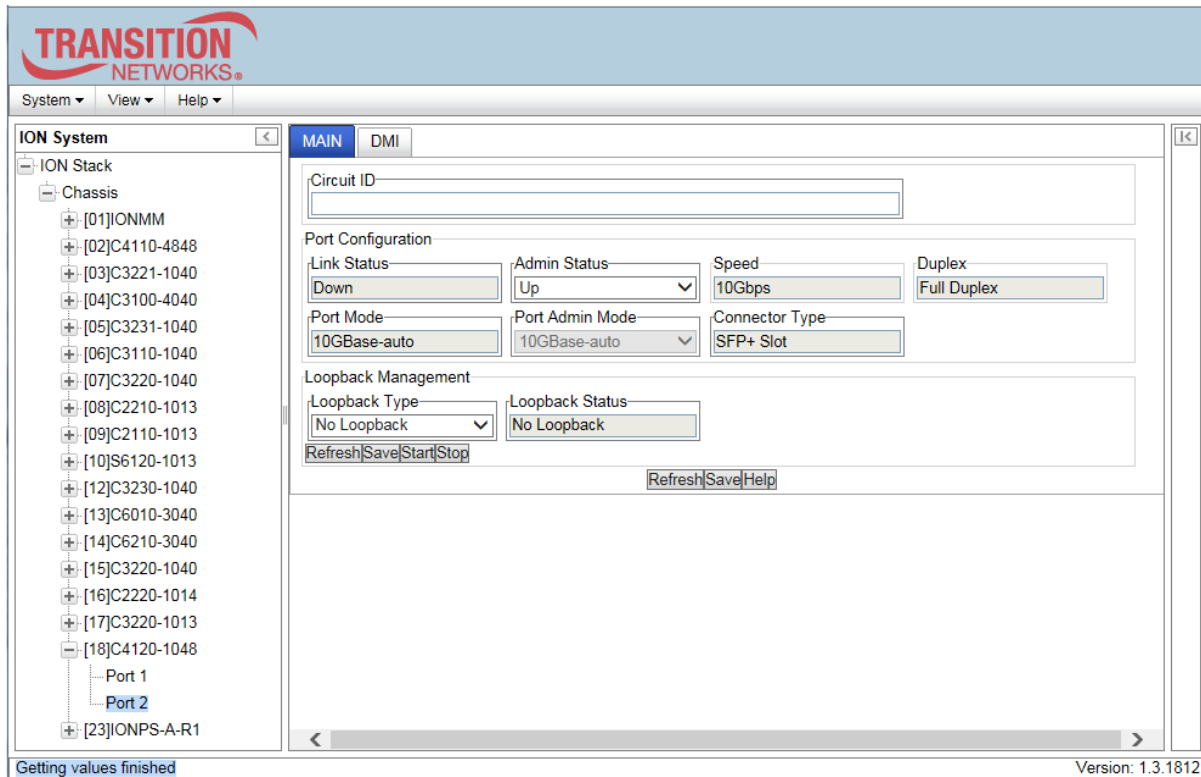 TRANSITION
NETWORKS®
System View Help
ION System
ION Stack
Chassis
[01]IONMM
[02]C4110-4848
[03]C3221-1040
[04]C3100-4040
[05]C3231-1040
[06]C3110-1040
[07]C3220-1040
[08]C2210-1013
[09]C2110-1013
[10]S6120-1013
[12]C3230-1040
[13]C6010-3040
[14]C6210-3040
[15]C3220-1040
[16]C2220-1014
[17]C3220-1013
[18]C4120-1048
Port 1
Port 2
[23]IONPS-A-R1
MAIN DMI
Circuit ID
Port Configuration
Link Status Admin Status Speed Duplex
Down Up 10Gbps Full Duplex
Port Mode Port Admin Mode Connector Type
10GBase-auto 10GBase-auto SFP+ Slot
Loopback Management
Loopback Type Loopback Status
No Loopback No Loopback
Refresh Save Start Stop
Refresh Save Help
Getting values finished Version: 1.3.1812